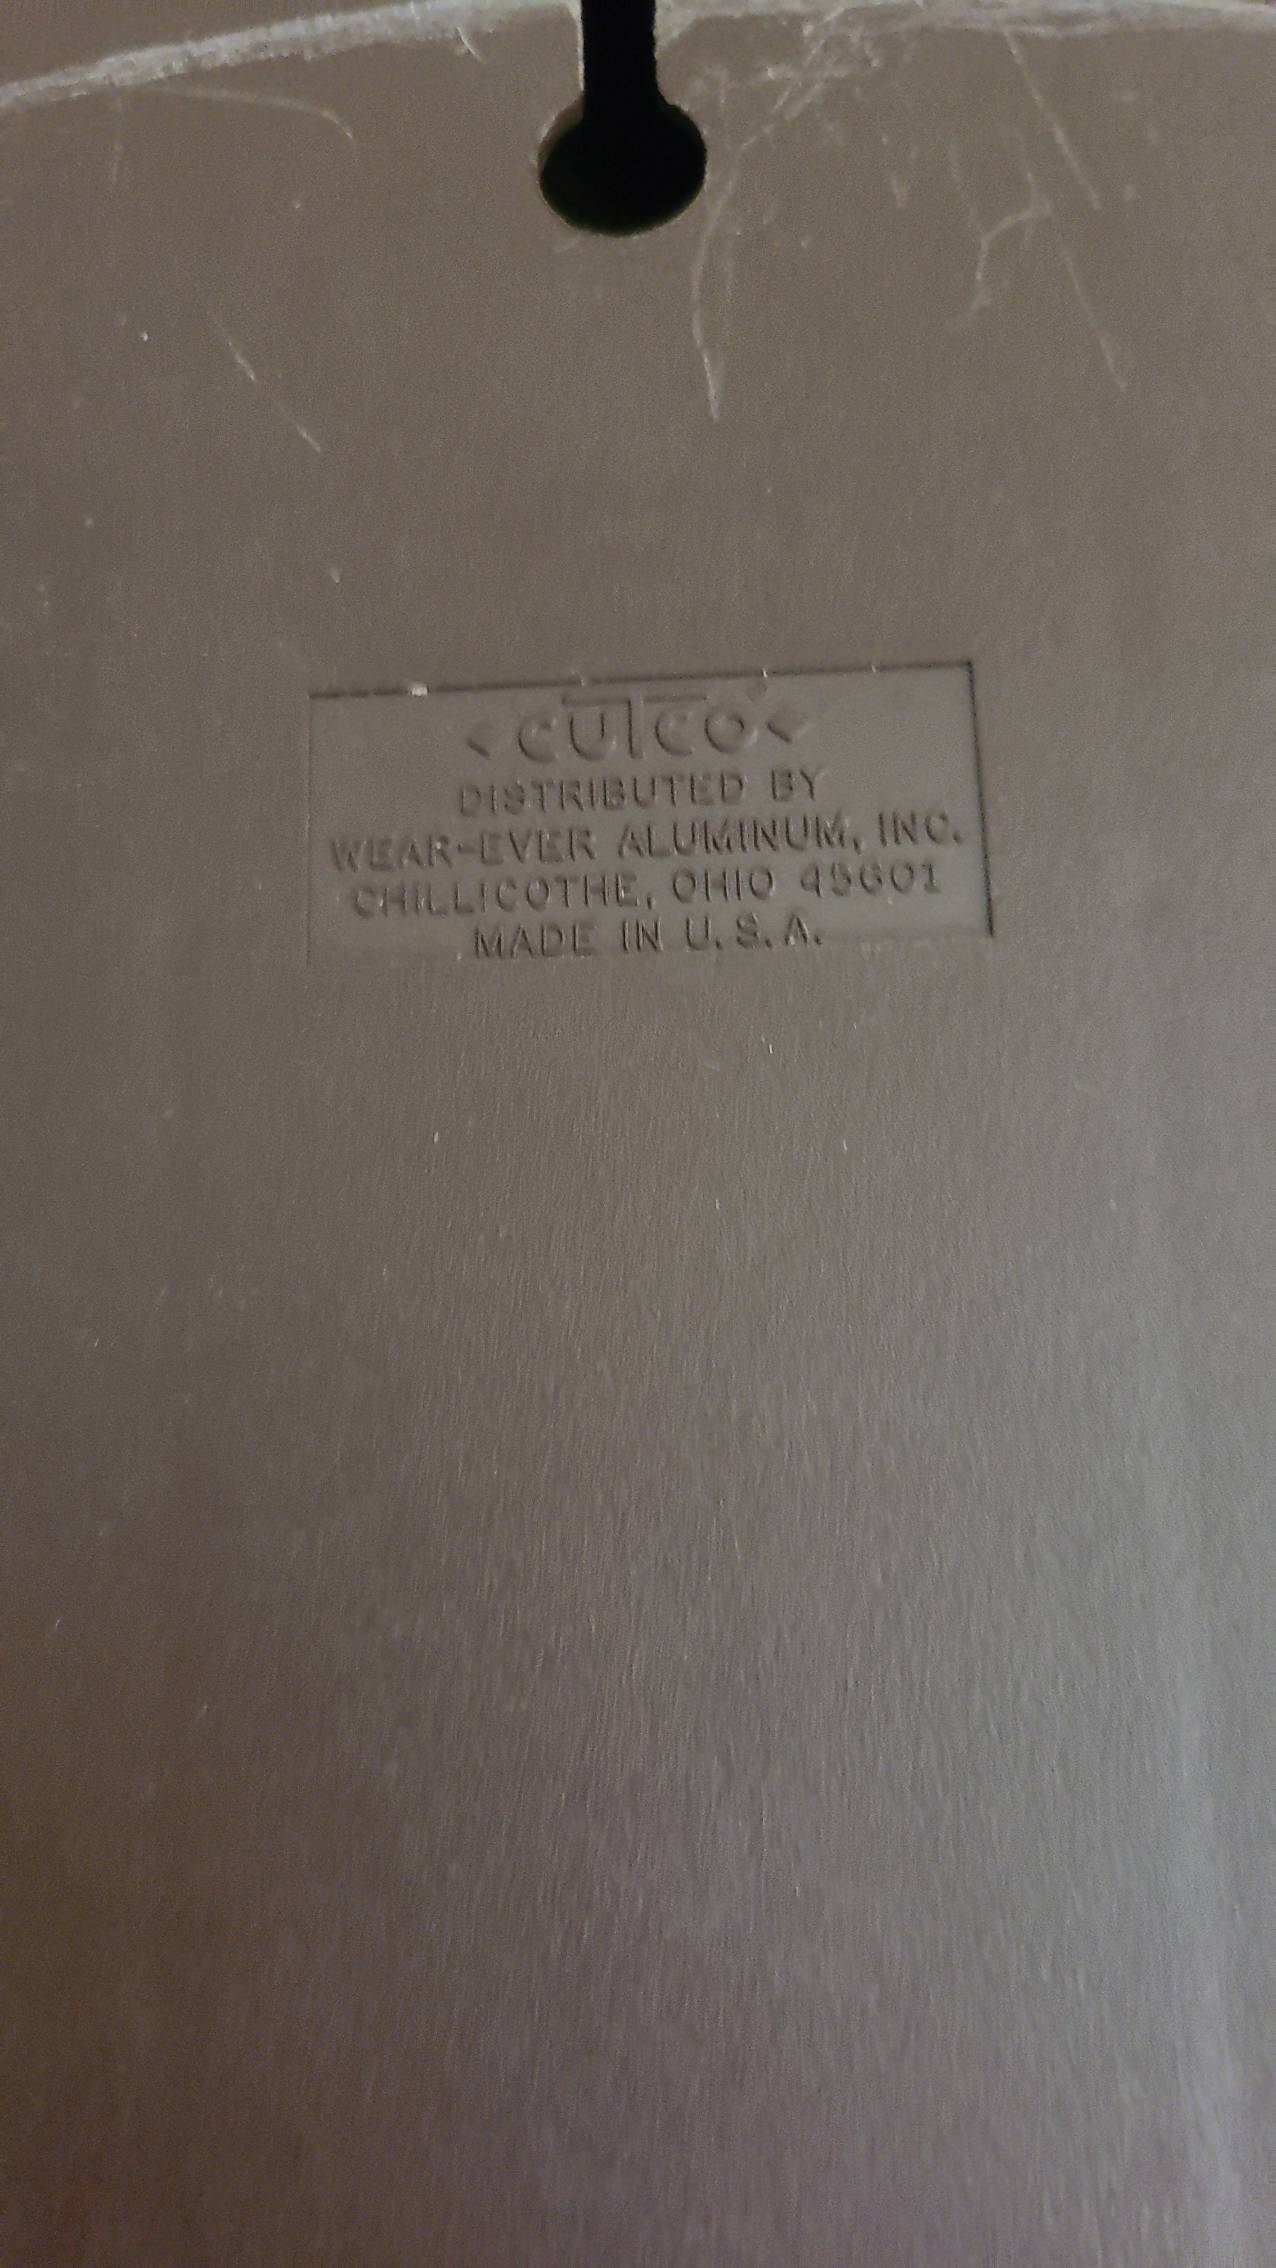 CUTCO®
DISTRIBUTED BY
WEAR-EVER ALUMINUM, INC.
CHILLICOTHE, OHIO 45601
MADE IN U.S.A.